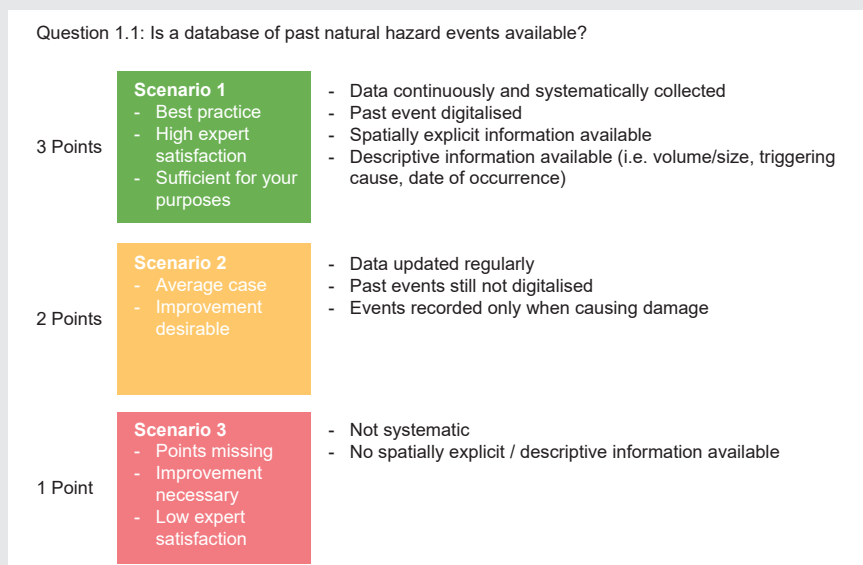 Question 1.1: Is a database of past natural hazard events available?
3 Points
Scenario 1
- Best practice
- High expert
satisfaction
- Sufficient for your
purposes
- Data continuously and systematically collected
- Past event digitalised
- Spatially explicit information available
- Descriptive information available (i.e. volume/size, triggering
cause, date of occurrence)
2 Points
Scenario 2
- Average case
- Improvement
desirable
- Data updated regularly
- Past events still not digitalised
- Events recorded only when causing damage
1 Point
Scenario 3
- Points missing
- Improvement
necessary
- Low expert
satisfaction
- Not systematic
- No spatially explicit / descriptive information available